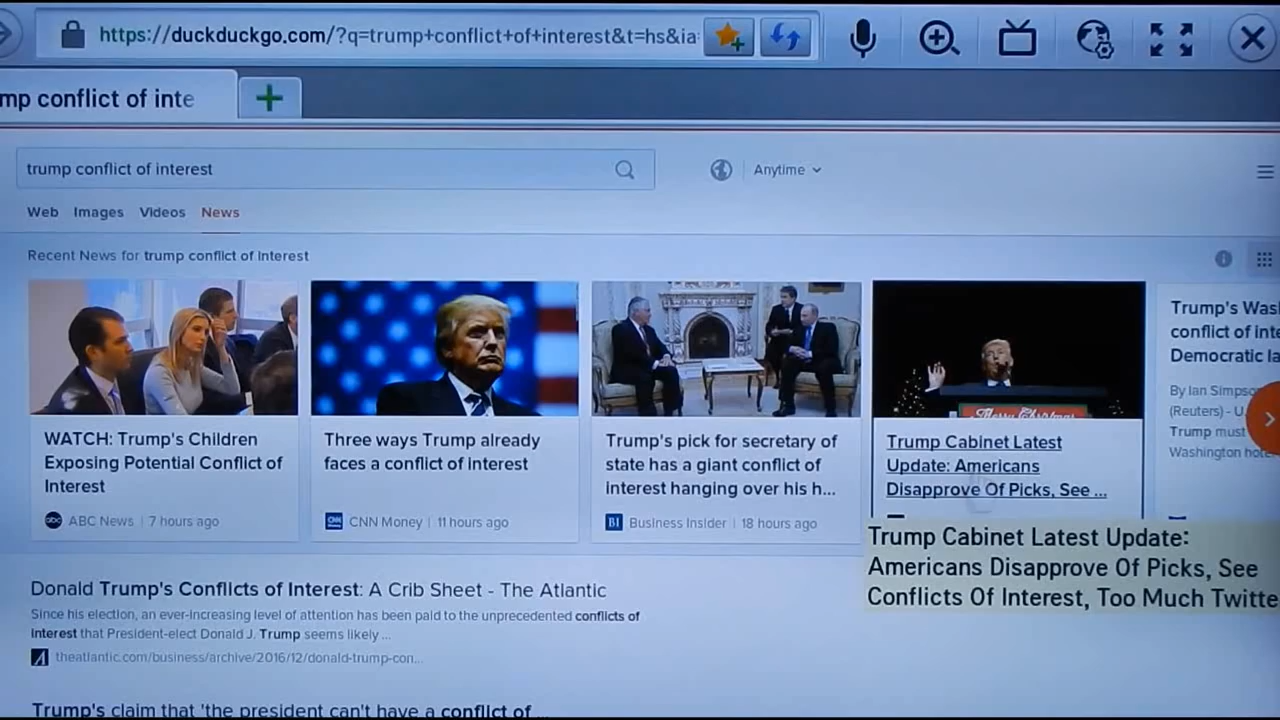 https://duckduckgo.com/?q=trump+conflict+of+interest&t=hs&ia
mp conflict of inte
trump conflict of interest
Anytime
Web Images Videos News
Recent News for trump conflict of interest
WATCH: Trump's Children
Exposing Potential Conflict of
Interest
abc ABC News | 7 hours ago
Three ways Trump already
faces a conflict of interest
CNN Money | 11 hours ago
Trump's pick for secretary of
state has a giant conflict of
interest hanging over his h...
BI Business Insider | 18 hours ago
Merry Christmas
Trump Cabinet Latest
Update: Americans
Disapprove Of Picks, See ...
Trump's Was
conflict of int
Democratic la
By Ian Simpso
(Reuters) - U.
Trump must
Washington hote
Trump Cabinet Latest Update:
Americans Disapprove Of Picks, See
Conflicts Of Interest, Too Much Twitte
Donald Trump's Conflicts of Interest: A Crib Sheet - The Atlantic
Since his election, an ever-increasing level of attention has been paid to the unprecedented conflicts of
interest that President-elect Donald J. Trump seems likely ...
theatlantic.com/business/archive/2016/12/donald-trump-con...
Trump's claim that 'the president can't have a conflict of ...